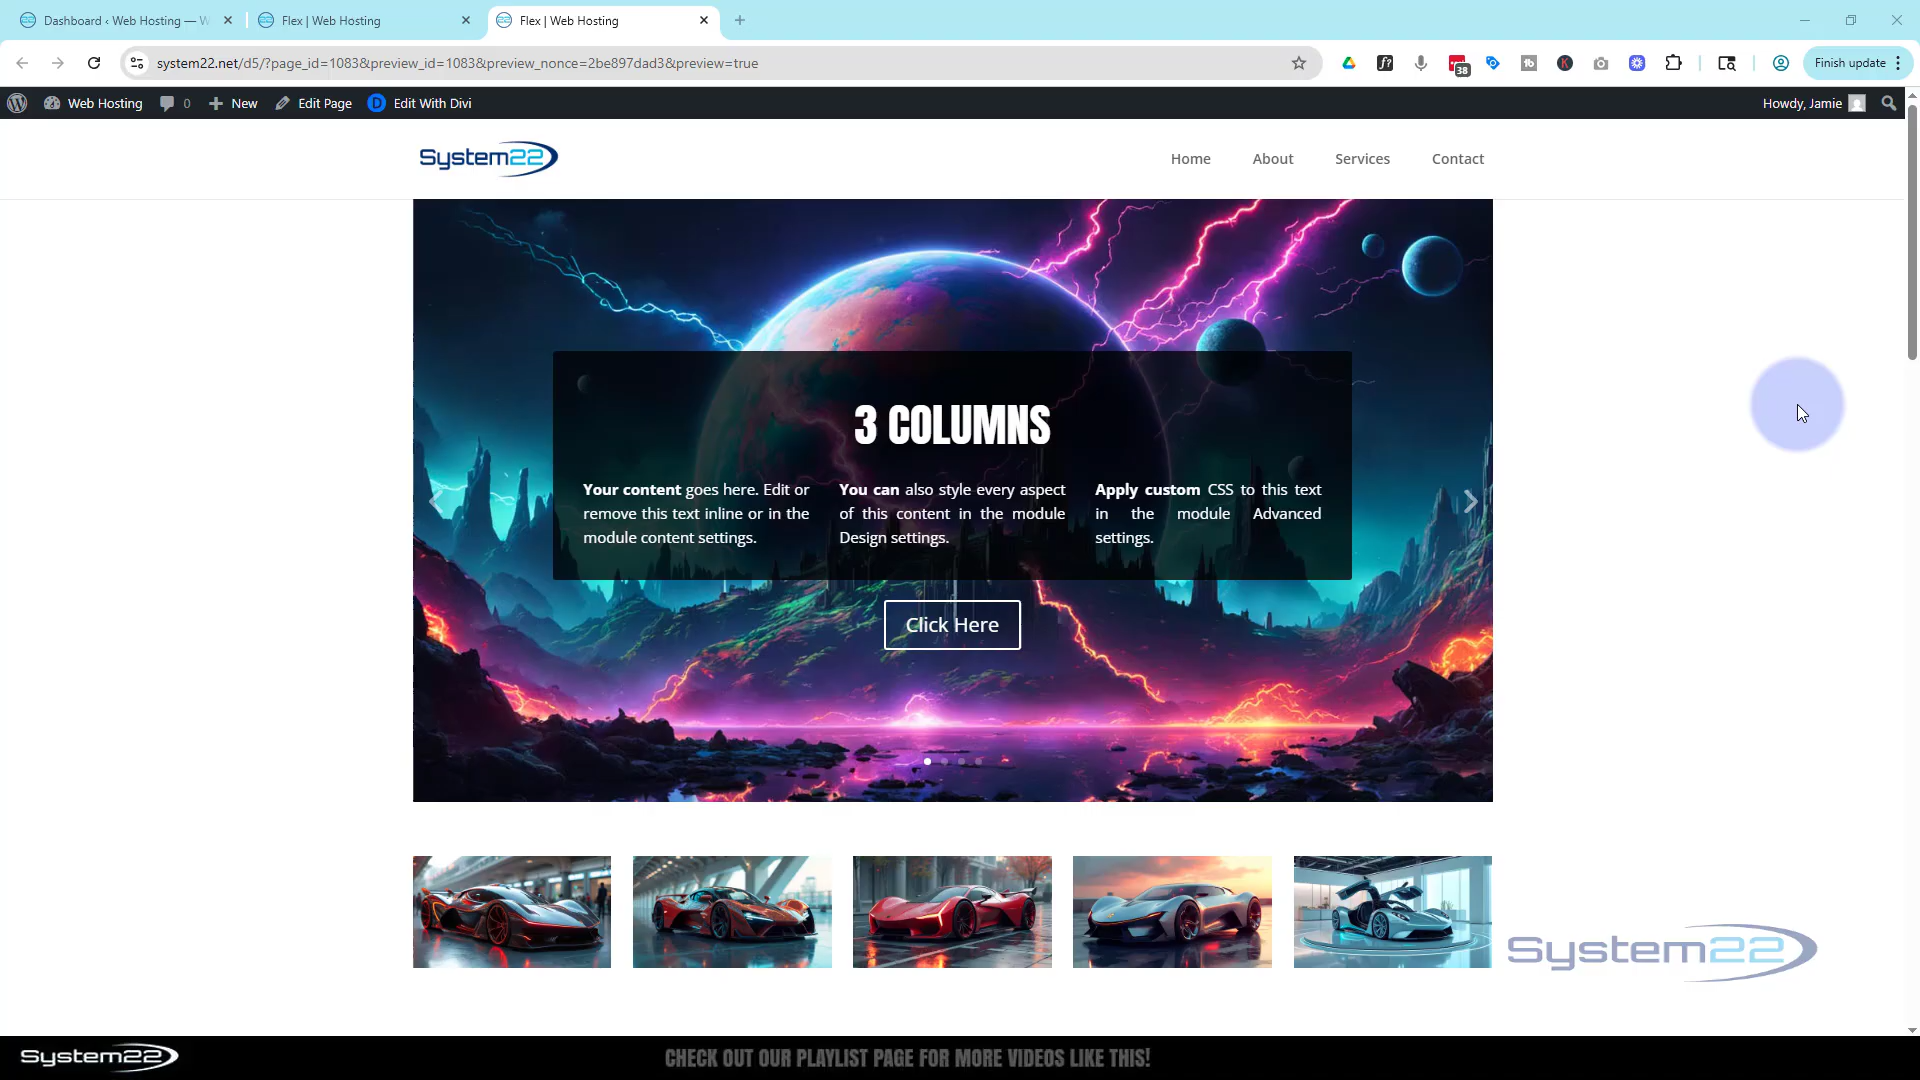 Dashboard ‹ Web Hosting — W
Flex | Web Hosting
Flex | Web Hosting
system22.net/d5/?page_id=1083&preview_id=1083&preview_nonce=2be897dad3&preview=true
38
Finish update
Web Hosting
0
New
Edit Page
Edit With Divi
Howdy, Jamie
System22
Home
About
Services
Contact
3 COLUMNS
Your content goes here. Edit or
remove this text inline or in the
module content settings.
You can also style every aspect
of this content in the module
Design settings.
Apply custom CSS to this text
in the module Advanced
settings.
Click Here
System22
System22
CHECK OUT OUR PLAYLIST PAGE FOR MORE VIDEOS LIKE THIS!